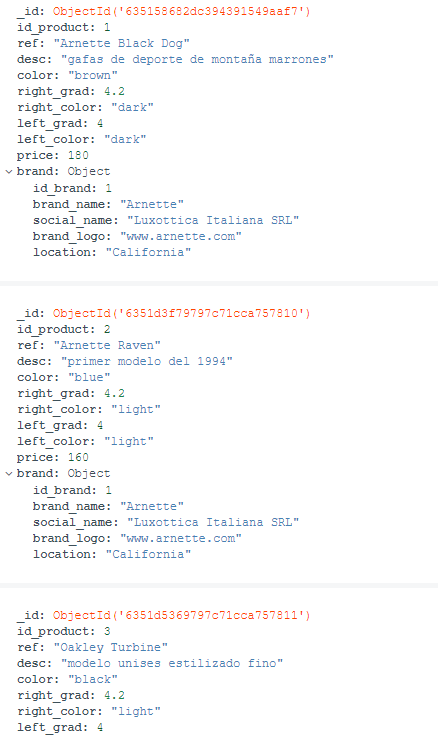 _id: ObjectId('635158682dc394391549aaf7')
id_product: 1
ref: "Arnette Black Dog"
desc: "gafas de deporte de montaña marrones"
color: "brown"
right_grad: 4.2
right_color: "dark"
left_grad: 4
left_color: "dark"
price: 180
brand: Object
id_brand: 1
brand_name: "Arnette"
social_name: "Luxottica Italiana SRL"
brand_logo: "www.arnette.com"
location: "California"
_id: ObjectId('6351d3f79797c71cca757810')
id_product: 2
ref: "Arnette Raven"
desc: "primer modelo del 1994"
color: "blue"
right_grad: 4.2
right_color: "light"
left_grad: 4
left_color: "light"
price: 160
brand: Object
id_brand: 1
brand_name: "Arnette"
social_name: "Luxottica Italiana SRL"
brand_logo: "www.arnette.com"
location: "California"
_id: ObjectId('6351d5369797c71cca757811')
id_product: 3
ref: "Oakley Turbine"
desc: "modelo unises estilizado fino"
color: "black"
right_grad: 4.2
right_color: "light"
left_grad: 4